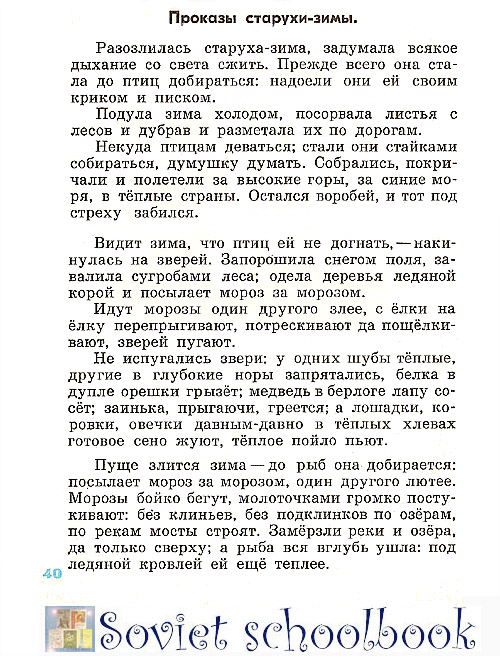 Проказы старухи-зимы.
Разозлилась старуха-зима, задумала всякое
дыхание со света сжить. Прежде всего она ста-
ла до птиц добираться: надоели они ей своим
криком и писком.
Подула зима холодом, посорвала листья с
лесов и дубрав и разметала их по дорогам.
Некуда птицам деваться; стали они стайками
собираться, думушку думать. Собрались, покри-
чали и полетели за высокие горы, за синие мо-
ря, в тёплые страны. Остался воробей, и тот под
стреху забился.
Видит зима, что птиц ей не догнать, — наки-
нулась на зверей. Запорошила снегом поля, за-
валила сугробами леса; одела деревья ледяной
корой и посылает мороз за морозом.
Идут морозы один другого злее, с ёлки на
ёлку перепрыгивают, потрескивают да пощёлки-
вают, зверей пугают.
Не испугались звери: у одних шубы тёплые,
другие в глубокие норы запрятались, белка в
дупле орешки грызёт; медведь в берлоге лапу со-
сёт; заинька, прыгаючи, греется; а лошадки, ко-
ровки, овечки давным-давно в тёплых хлевах
готовое сено жуют, тёплое пойло пьют.
Пуще злится зима — до рыб она добирается:
посылает мороз за морозом, один другого лютее.
Морозы бойко бегут, молоточками громко посту-
кивают: без клиньев, без подклинков по озёрам,
по рекам мосты строят. Замёрзли реки и озёра,
да только сверху; а рыба вся вглубь ушла: под
ледяной кровлей ей ещё теплее.
40
Soviet schoolbook